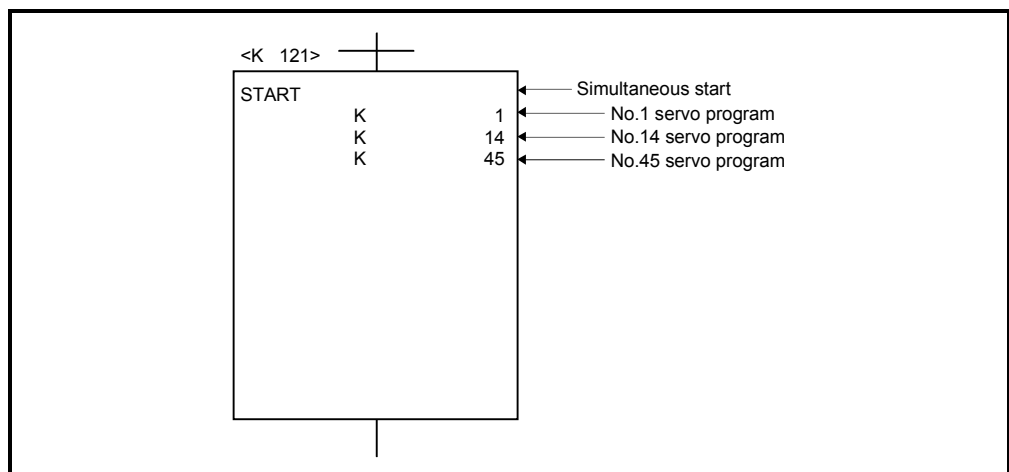 <K 121>
START Simultaneous start
K 1 No.1 servo program
K 14 No.14 servo program
K 45 No.45 servo program